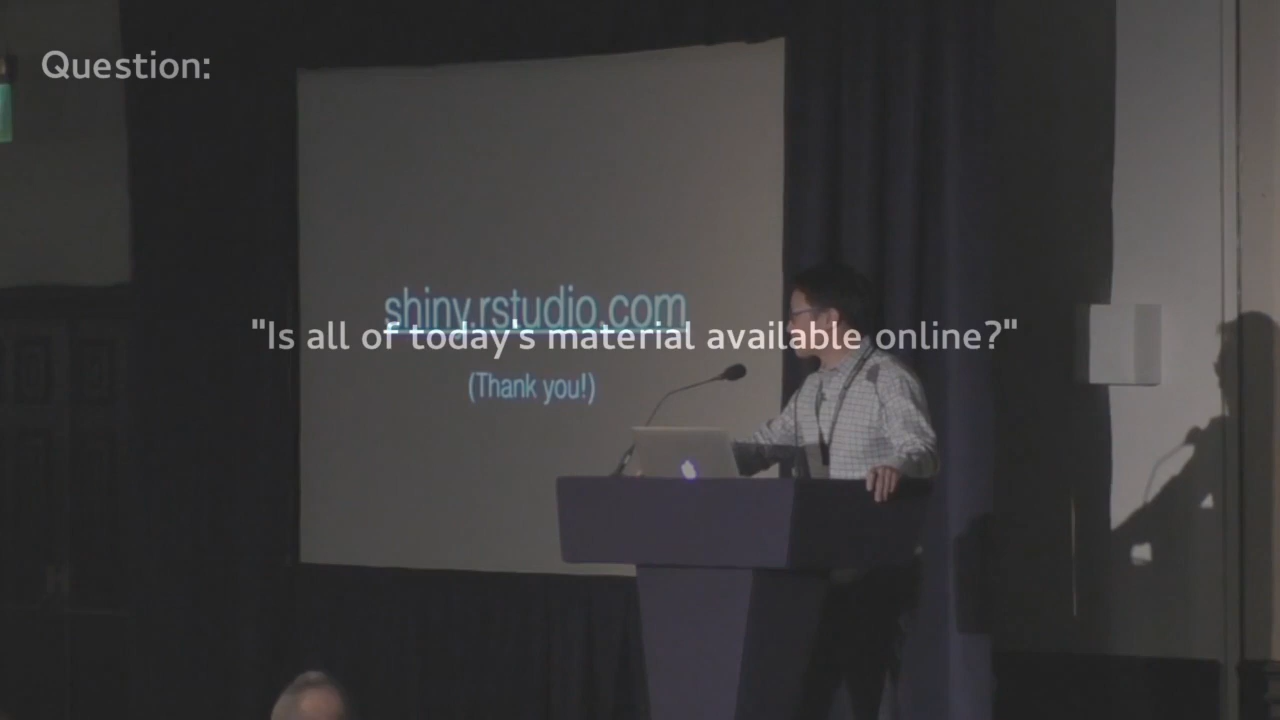 Question:
shiny.rstudio.com
"Is all of today's material available online?"
(Thank you!)